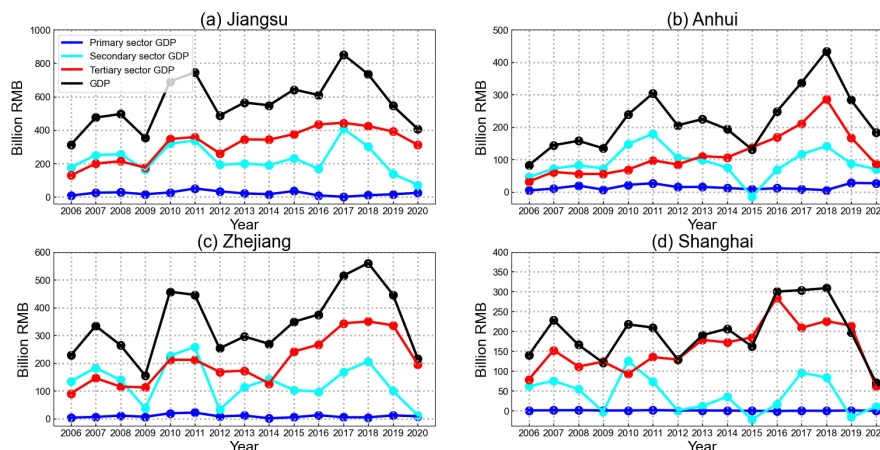 (a) Jiangsu
1000
800
600
400
200
0
Billion RMB
Primary sector GDP
Secondary sector GDP
Tertiary sector GDP
GDP
2006 2007 2008 2009 2010 2011 2012 2013 2014 2015 2016 2017 2018 2019 2020
Year
(b) Anhui
500
400
300
200
100
0
Billion RMB
2006 2007 2008 2009 2010 2011 2012 2013 2014 2015 2016 2017 2018 2019 202
Year
(c) Zhejiang
600
500
400
300
200
100
0
Billion RMB
2006 2007 2008 2009 2010 2011 2012 2013 2014 2015 2016 2017 2018 2019 2020
Year
(d) Shanghai
400
350
300
250
200
150
100
50
0
Billion RMB
2006 2007 2008 2009 2010 2011 2012 2013 2014 2015 2016 2017 2018 2019 202
Year